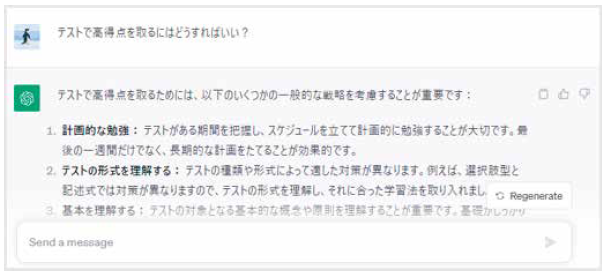 テストで高得点を取るにはどうすればいい？
テストで高得点を取るためには、以下のいくつかの一般的な戦略を考慮することが重要です：
1. 計画的な勉強： テストがある期間を把握し、スケジュールを立てて計画的に勉強することが大切です。最
後の一週間だけでなく、長期的な計画をたてることが効果的です。
2. テストの形式を理解する： テストの種類や形式によって適した対策が異なります。例えば、選択肢型と
記述式では対策が異なりますので、テストの形式を理解し、それに合った学習法を取り入れまし
Regenerate
3. 基本を理解する： テストの対象となる基本的な概念や原則を理解することが重要です。基礎がしっかり
Send a message